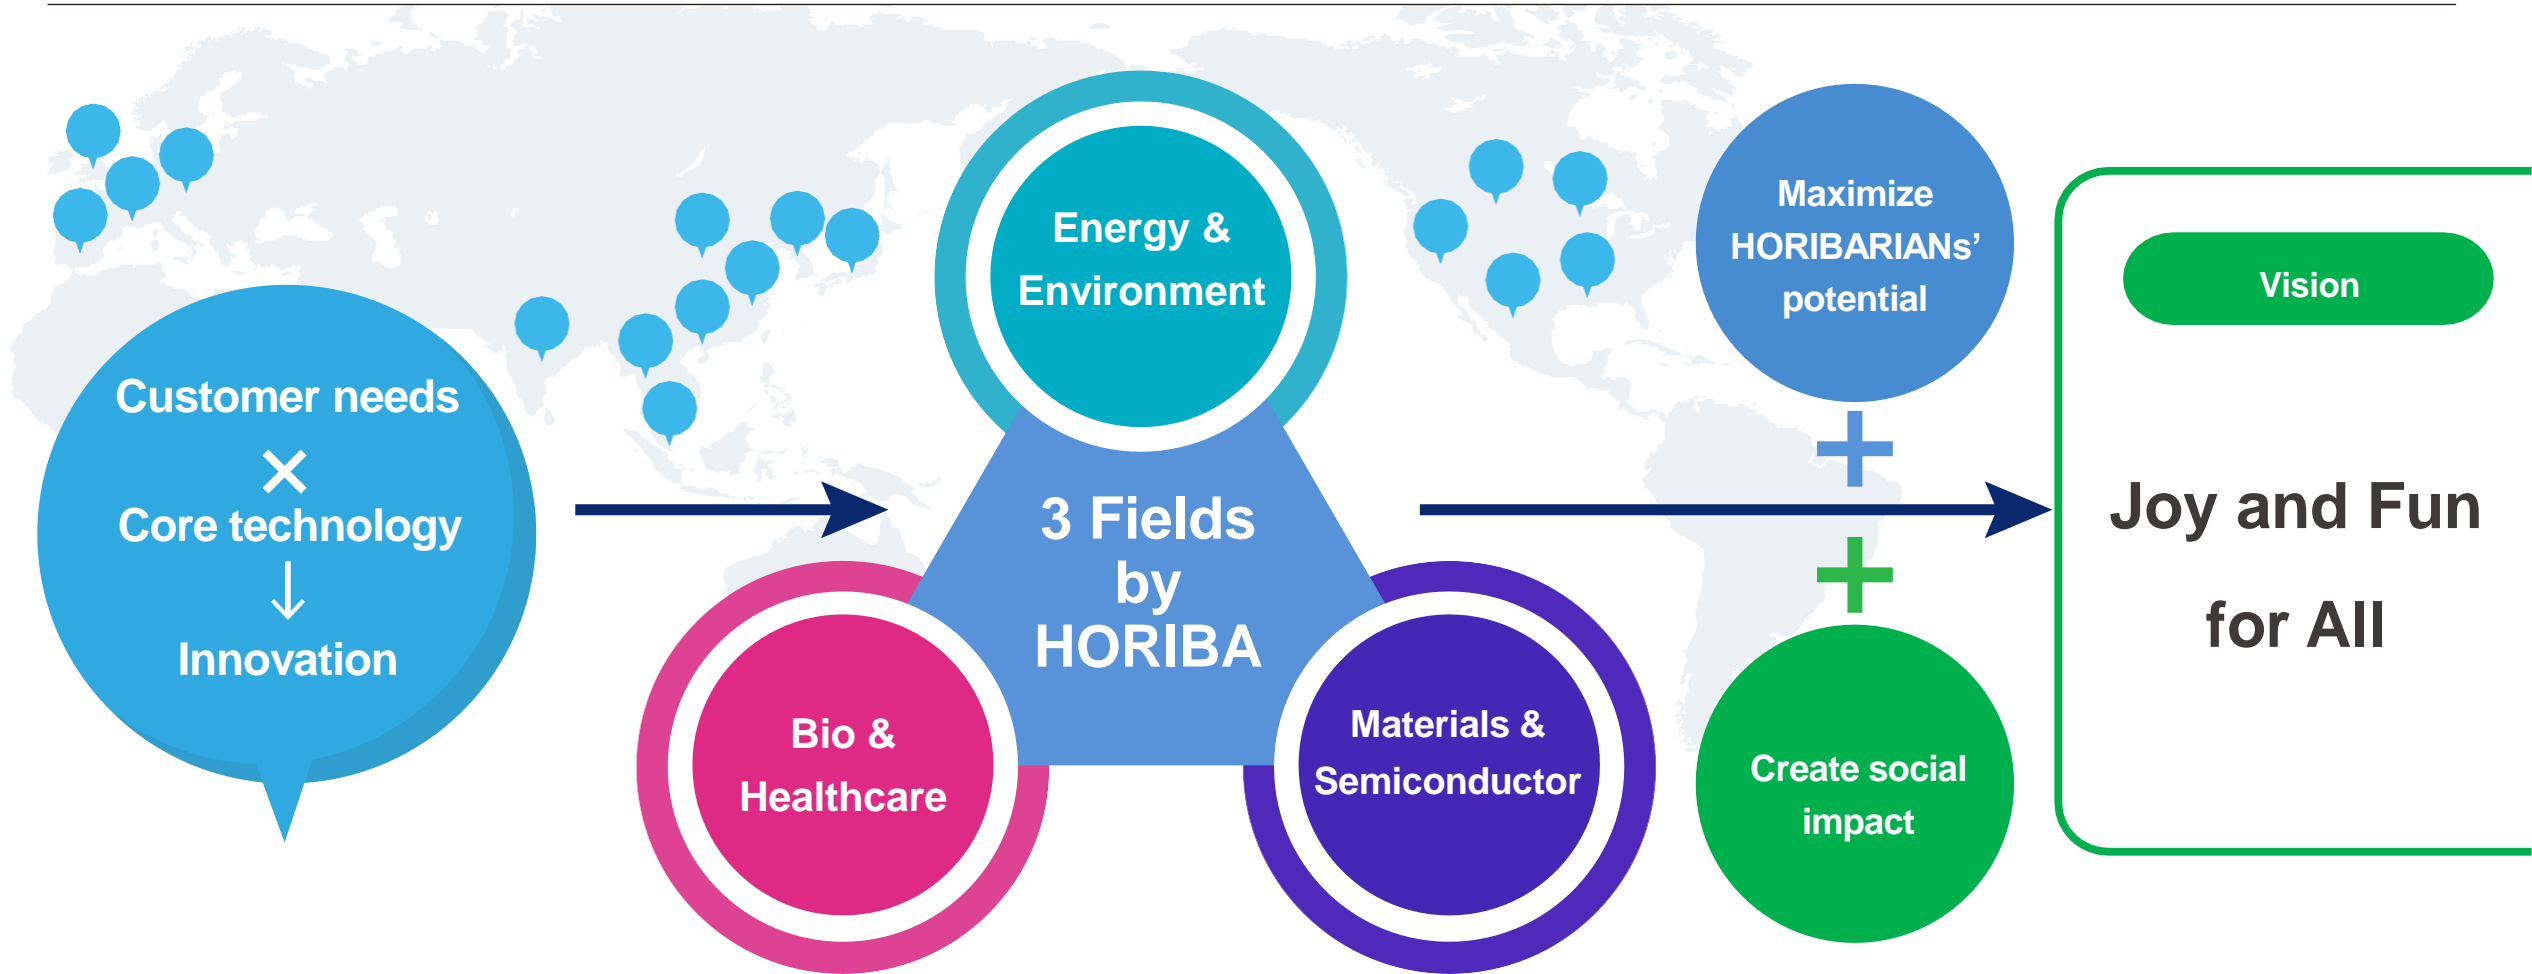 Customer needs
×
Core technology
↓
Innovation
Energy &
Environment
3 Fields
by
HORIBA
Bio &
Healthcare
Materials &
Semiconductor
Maximize
HORIBARIANs’
potential
+
+
Create social
impact
Vision
Joy and Fun
for All